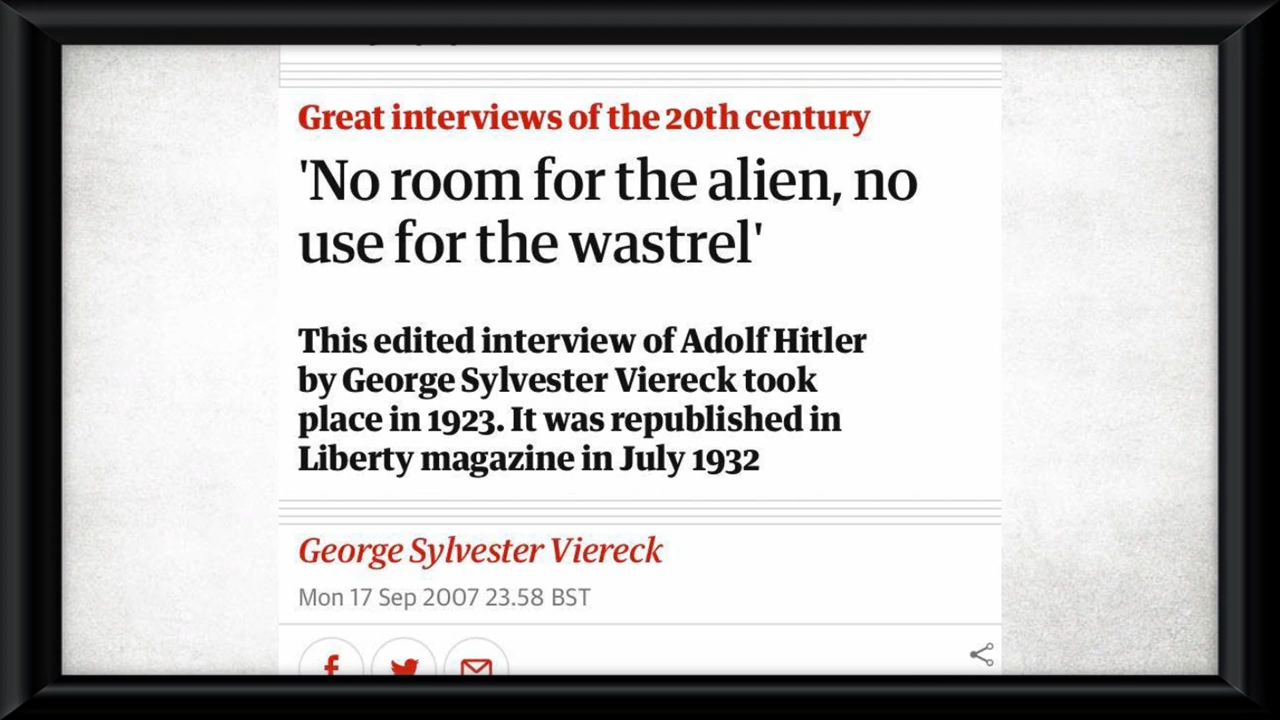 Great interviews of the 20th century
'No room for the alien, no
use for the wastrel'
This edited interview of Adolf Hitler
by George Sylvester Viereck took
place in 1923. It was republished in
Liberty magazine in July 1932
George Sylvester Viereck
Mon 17 Sep 2007 23.58 BST